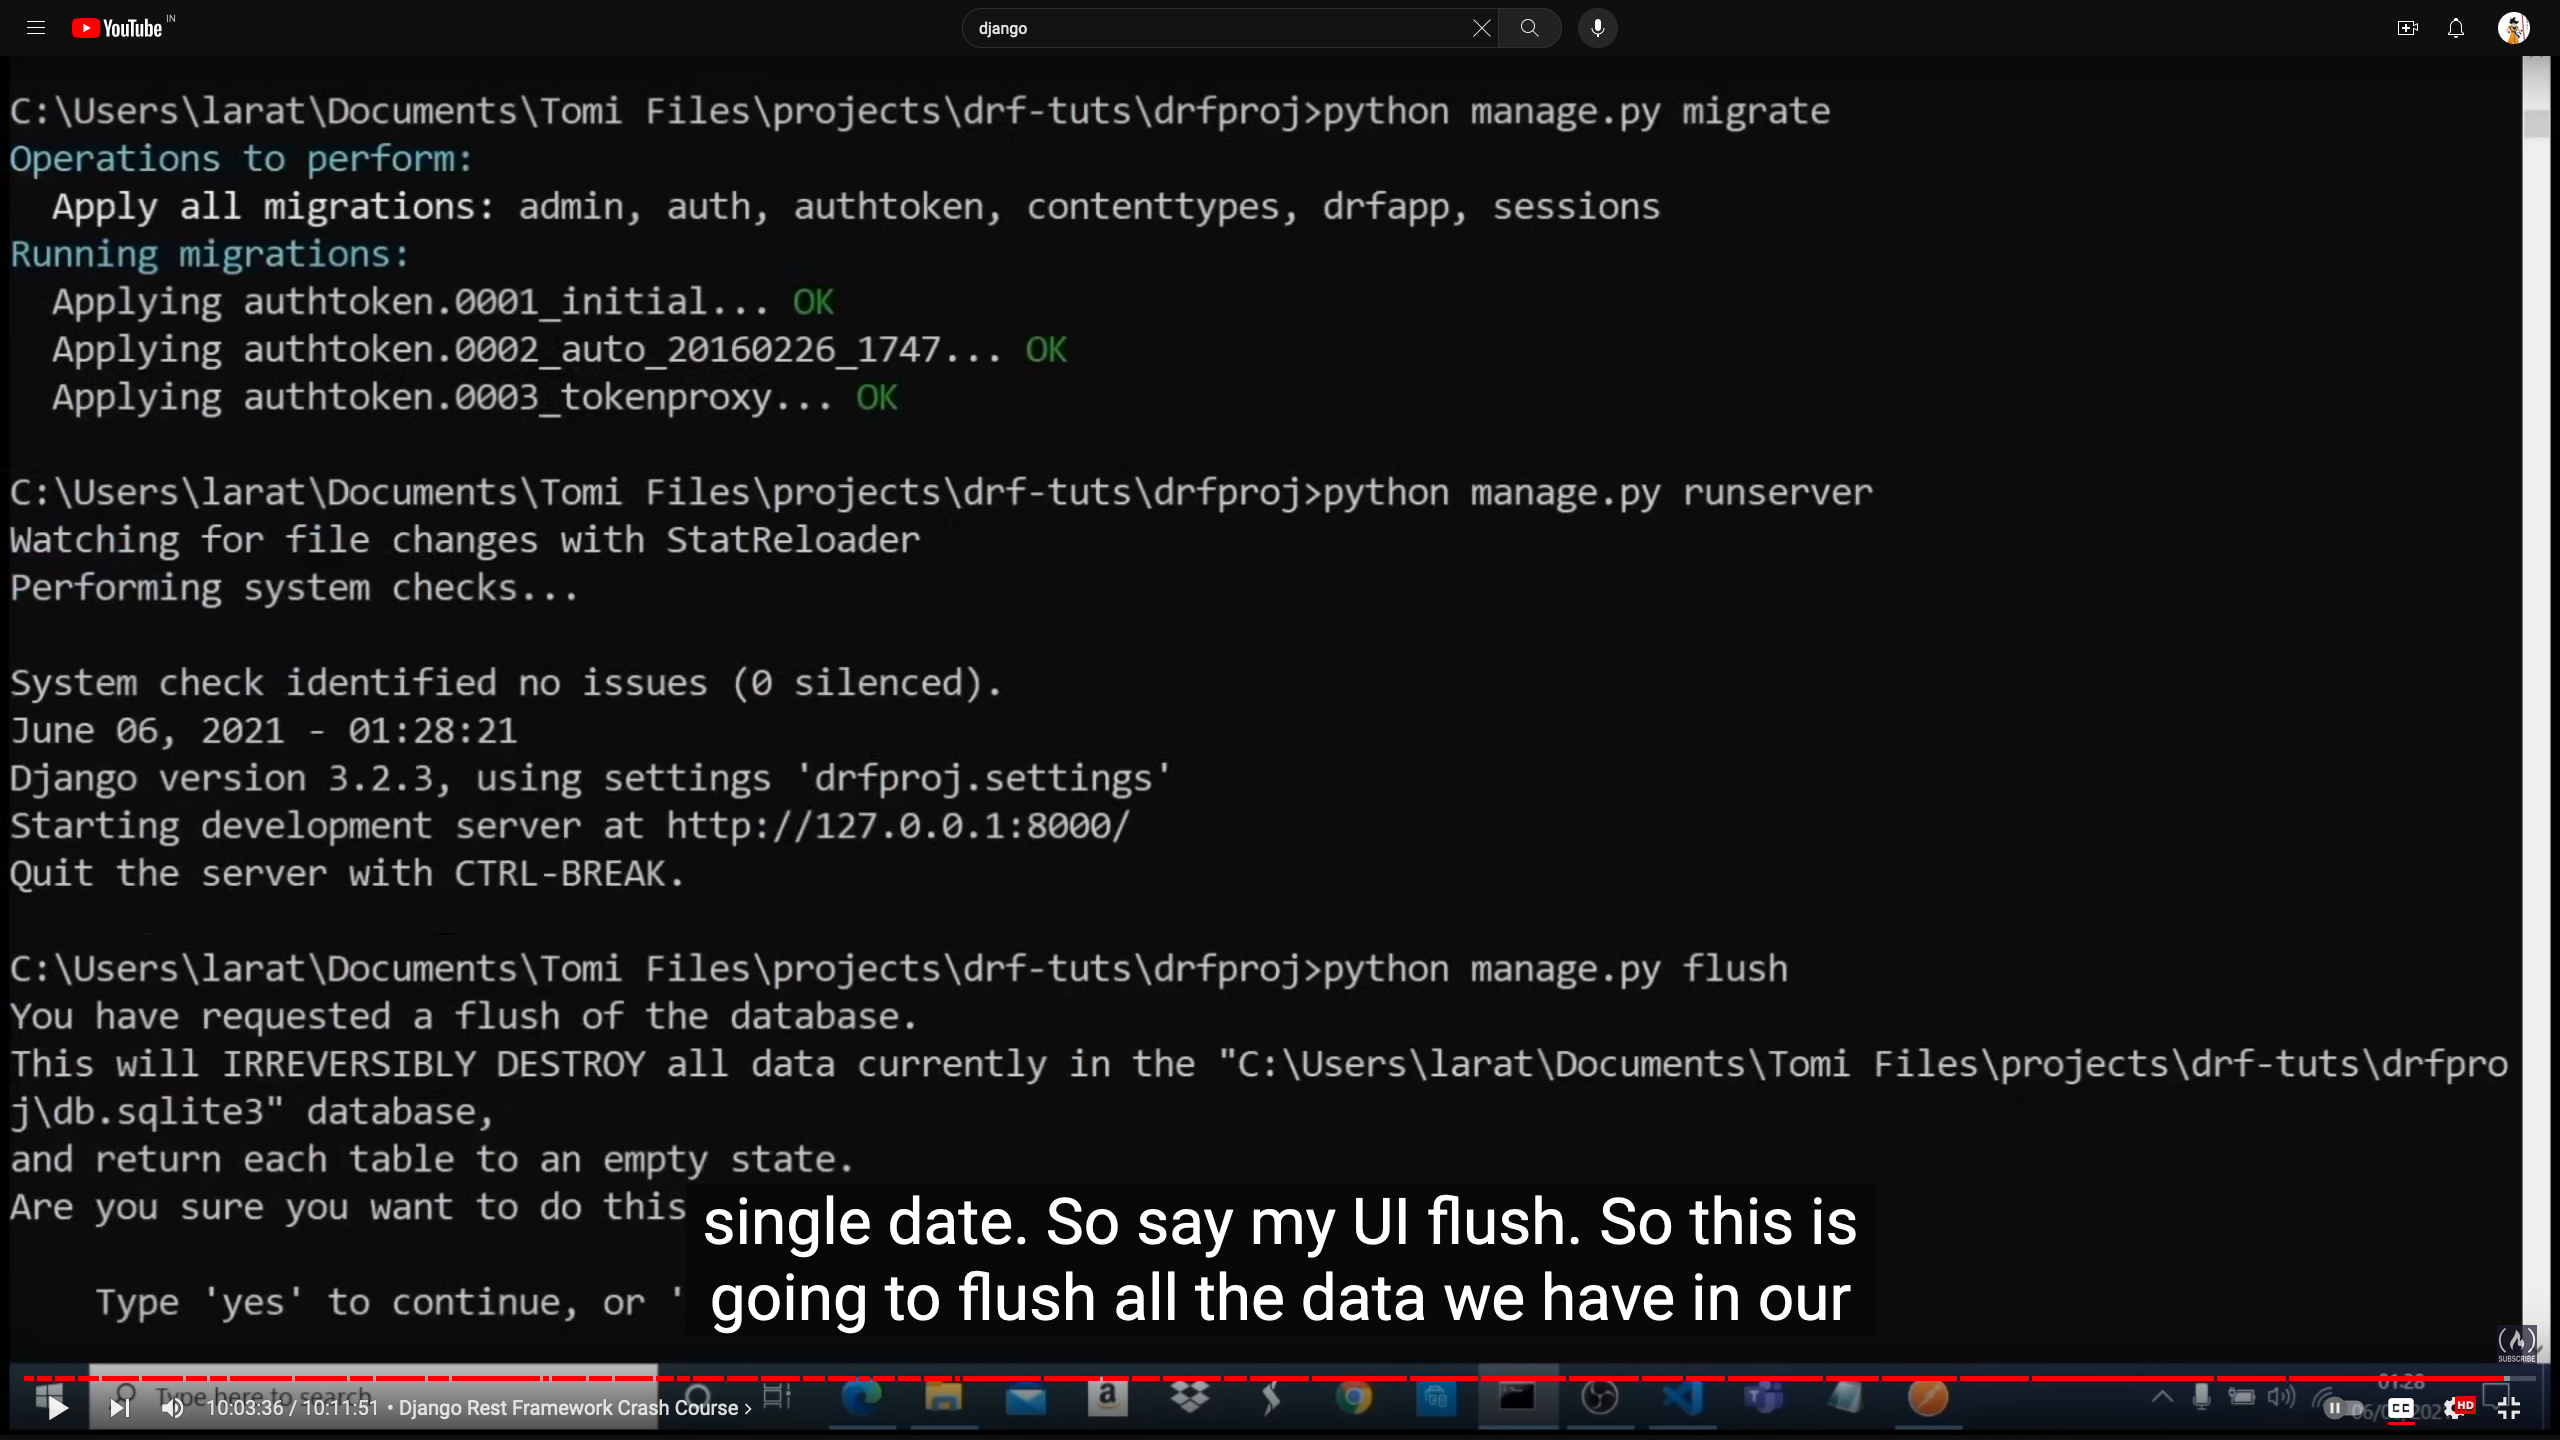 YouTube IN
django
C:\Users\larat\Documents\Tomi Files\projects\drf-tuts\drfproj>python manage.py migrate
Operations to perform:
  Apply all migrations: admin, auth, authtoken, contenttypes, drfapp, sessions
Running migrations:
  Applying authtoken.0001_initial... OK
  Applying authtoken.0002_auto_20160226_1747... OK
  Applying authtoken.0003_tokenproxy... OK
C:\Users\larat\Documents\Tomi Files\projects\drf-tuts\drfproj>python manage.py runserver
Watching for file changes with StatReloader
Performing system checks...
System check identified no issues (0 silenced).
June 06, 2021 - 01:28:21
Django version 3.2.3, using settings 'drfproj.settings'
Starting development server at http://127.0.0.1:8000/
Quit the server with CTRL-BREAK.
C:\Users\larat\Documents\Tomi Files\projects\drf-tuts\drfproj>python manage.py flush
You have requested a flush of the database.
This will IRREVERSIBLY DESTROY all data currently in the "C:\Users\larat\Documents\Tomi Files\projects\drf-tuts\drfpro
j\db.sqlite3" database,
and return each table to an empty state.
Are you sure you want to do this
    Type 'yes' to continue, or '
single date. So say my UI flush. So this is
going to flush all the data we have in our
SUBSCRIBE
Type here to search
01:28
10:03:36 / 10:11:51 • Django Rest Framework Crash Course ›
CC
HD